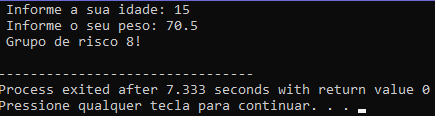 Informe a sua idade: 15
Informe o seu peso: 70.5
Grupo de risco 8!
--------------------------------
Process exited after 7.333 seconds with return value 0
Pressione qualquer tecla para continuar. . .